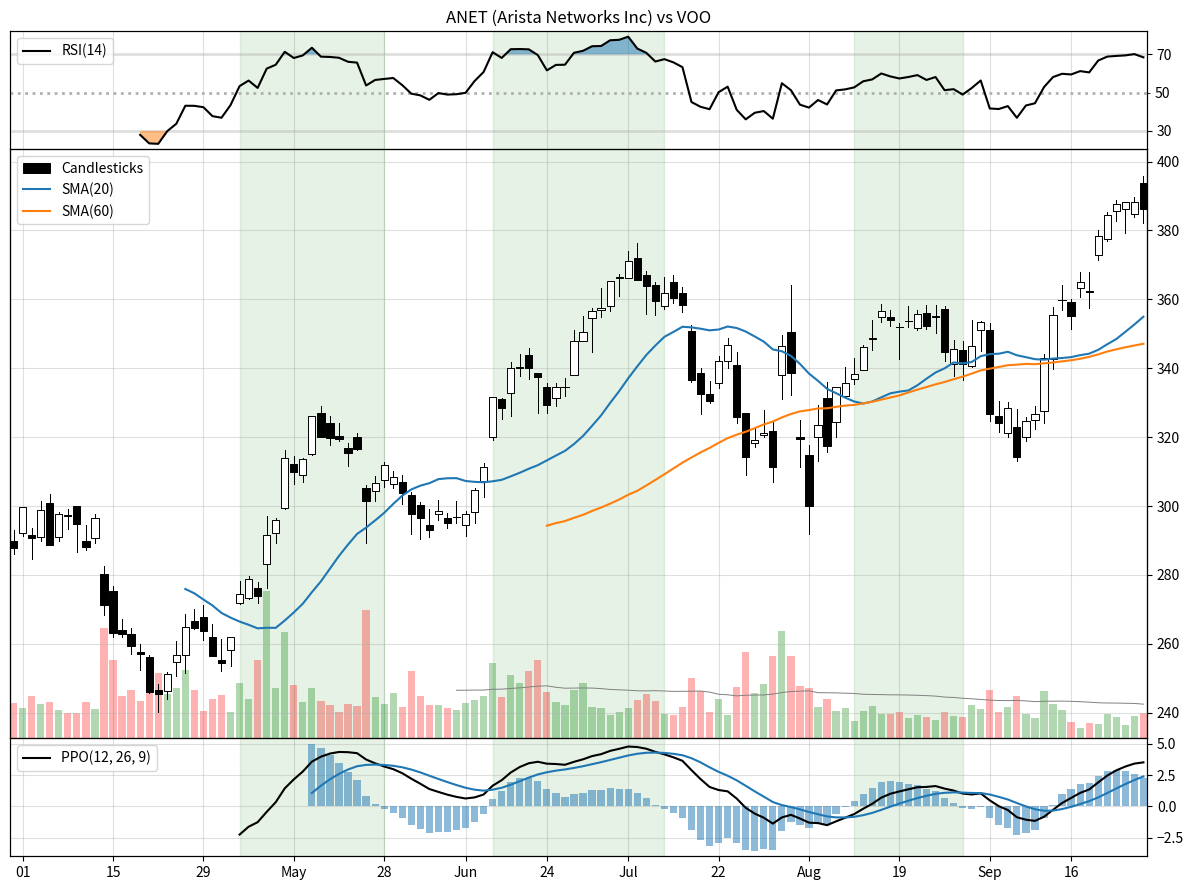 ANET (Arista Networks Inc) vs VOO
RSI(14)
70
50
30
Candlesticks
SMA(20)
SMA(60)
400
380
360
340
320
300
280
260
240
PPO(12, 26, 9)
5.0
2.5
0.0
−2.5
01 15 29 May 28 Jun 24 Jul 22 Aug 19 Sep 16